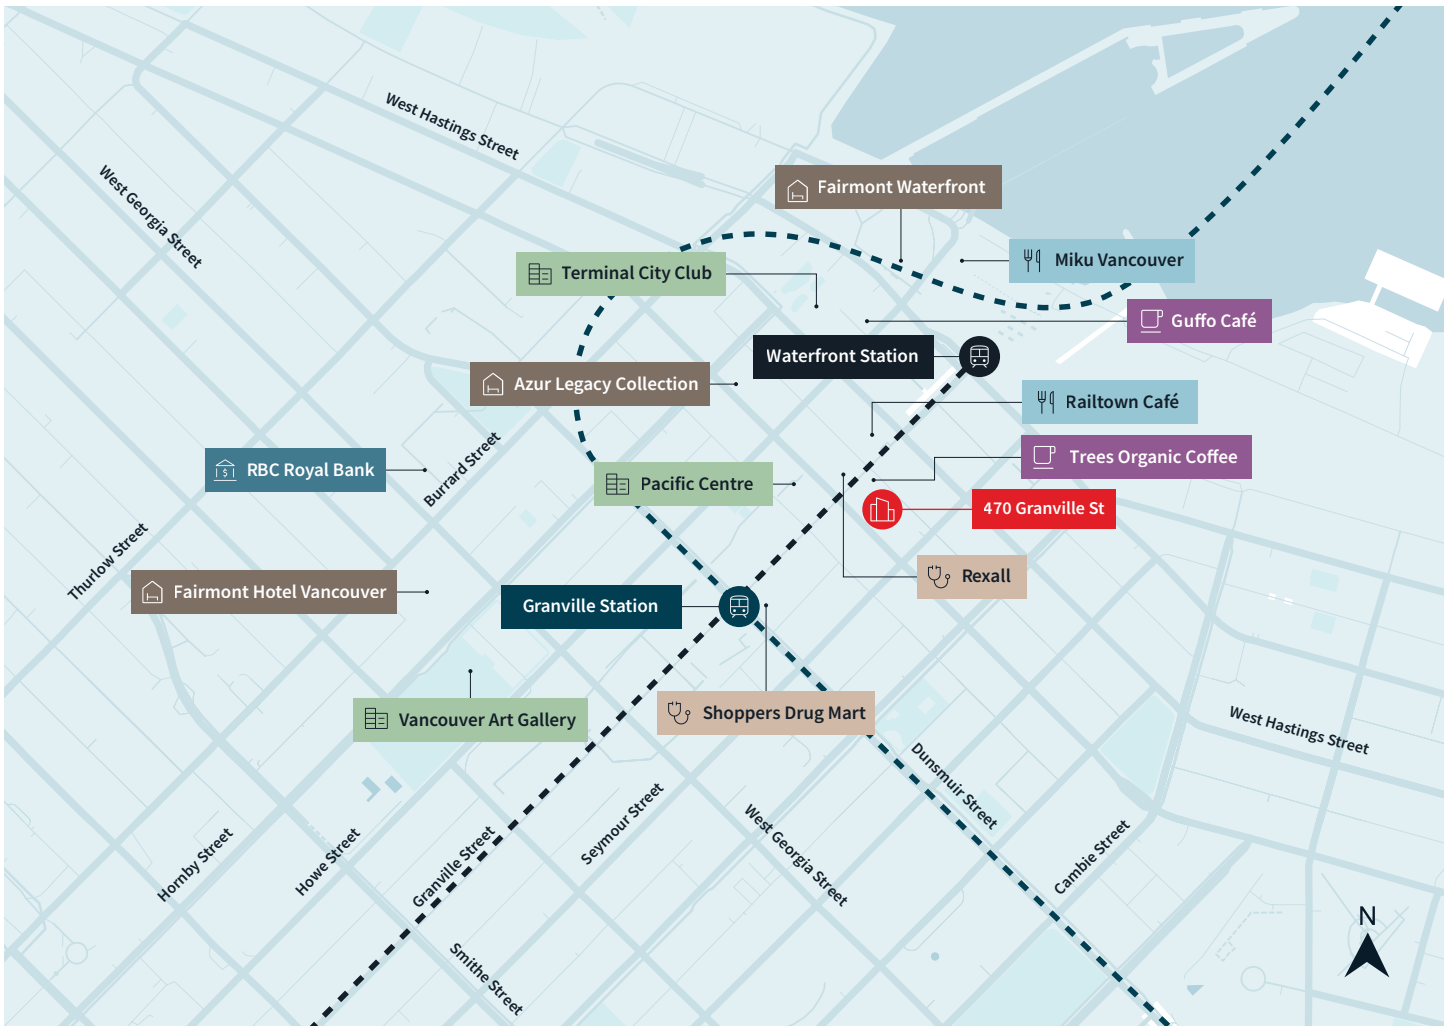 West Hastings Street
West Georgia Street
Fairmont Waterfront
Miku Vancouver
Terminal City Club
Guffo Café
Waterfront Station
Azur Legacy Collection
Railtown Café
Burrard Street
RBC Royal Bank
Trees Organic Coffee
Pacific Centre
470 Granville St
Thurlow Street
Rexall
Fairmont Hotel Vancouver
Granville Station
Vancouver Art Gallery
Shoppers Drug Mart
West Hastings Street
Dunsmuir Street
Seymour Street
West Georgia Street
Hornby Street
Howe Street
Granville Street
Cambie Street
N
Smithe Street